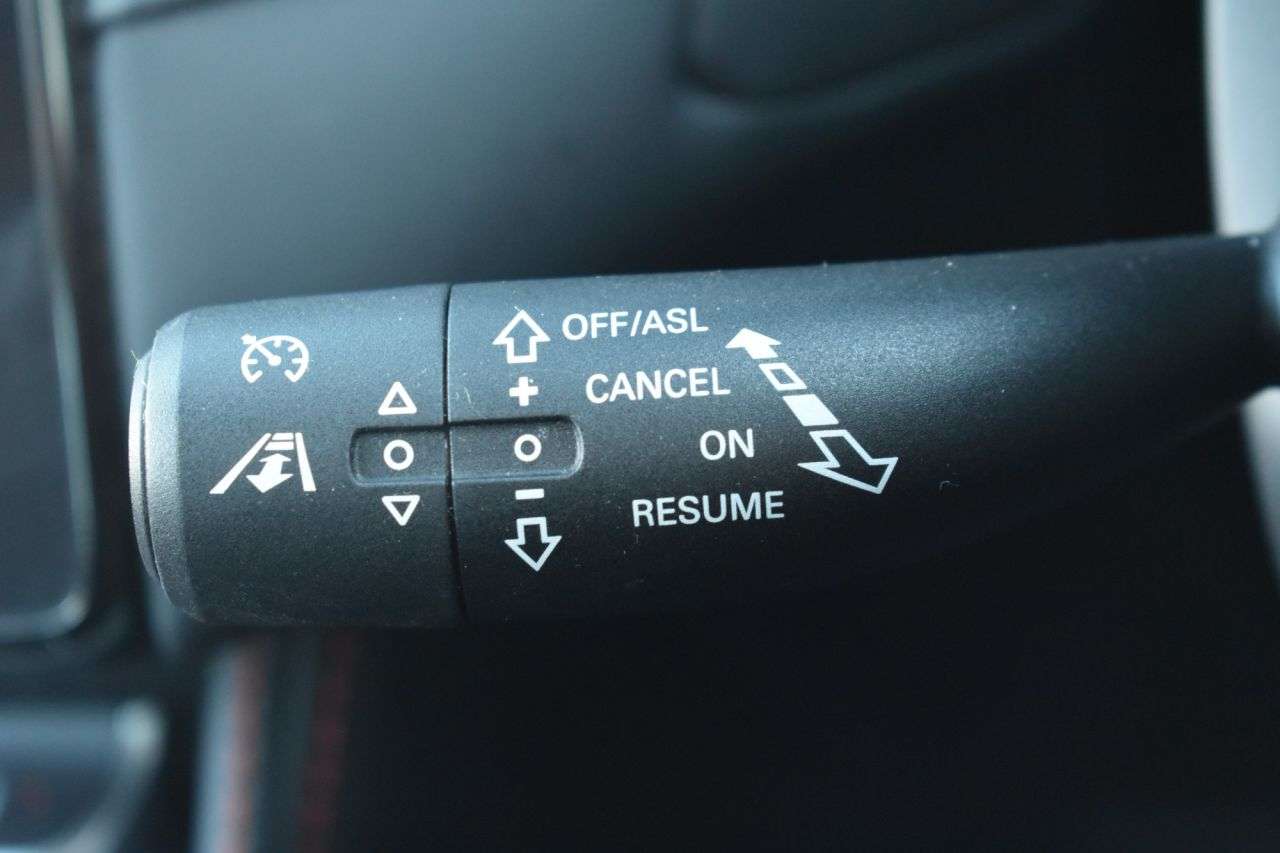 OFF/ASL
+
CANCEL
ON
−
RESUME